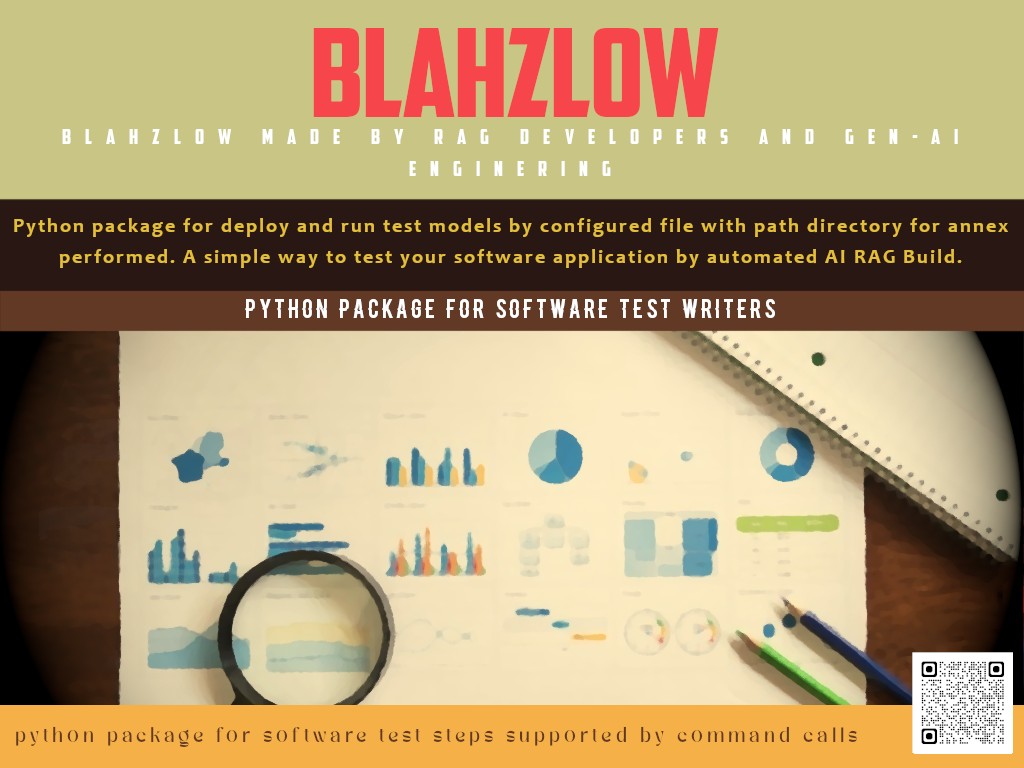 BLAHZLOW
BLAHZLOW MADE BY RAG DEVELOPERS AND GEN-AI
ENGINERING
Python package for deploy and run test models by configured file with path directory for annex
performed. A simple way to test your software application by automated AI RAG Build.
PYTHON PACKAGE FOR SOFTWARE TEST WRITERS
python package for software test steps supported by command calls